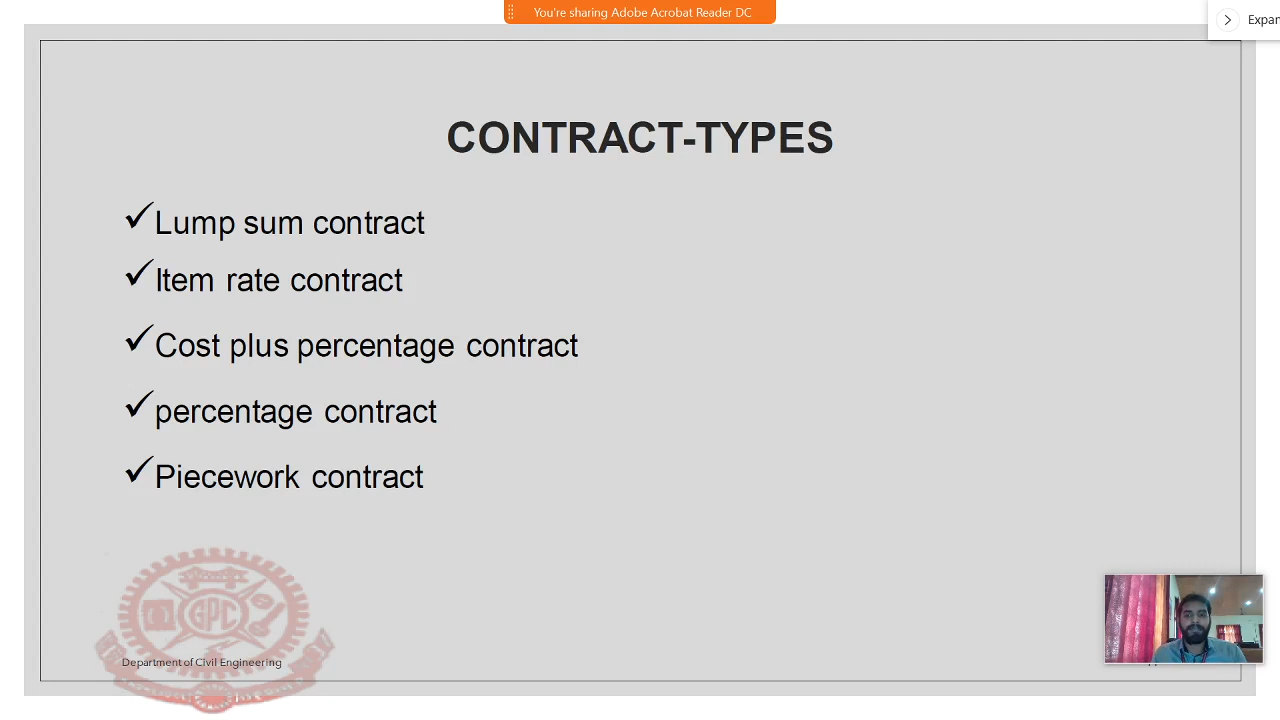 You're sharing Adobe Acrobat Reader DC
Expan
CONTRACT-TYPES
✓Lump sum contract
✓Item rate contract
✓Cost plus percentage contract
✓percentage contract
✓Piecework contract
GPC
Department of Civil Engineering